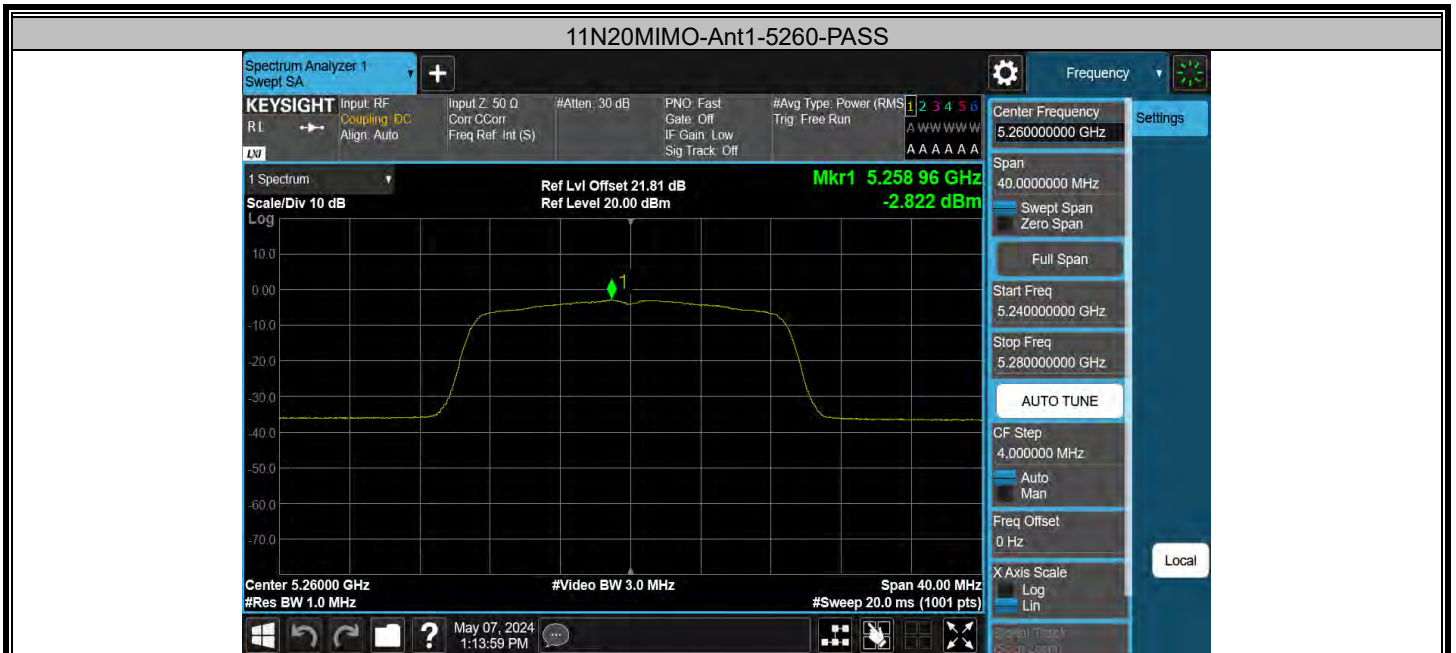 11N20MIMO-Ant1-5260-PASS
Spectrum Analyzer 1
Swept SA
Frequency
KEYSIGHT
RL
LXI
Input: RF
Coupling: DC
Align: Auto
Input Z: 50 Ω
Corr CCorr
Freq Ref: Int (S)
#Atten: 30 dB
PNO: Fast
Gate: Off
IF Gain: Low
Sig Track: Off
#Avg Type: Power (RMS
Trig: Free Run
1 2 3 4 5 6
A W W W W W
A A A A A A
1 Spectrum
Scale/Div 10 dB
Log
Ref Lvl Offset 21.81 dB
Ref Level 20.00 dBm
Mkr1 5.258 96 GHz
-2.822 dBm
1
10.0
0.00
-10.0
-20.0
-30.0
-40.0
-50.0
-60.0
-70.0
Center 5.26000 GHz
#Res BW 1.0 MHz
#Video BW 3.0 MHz
Span 40.00 MHz
#Sweep 20.0 ms (1001 pts)
May 07, 2024
1:13:59 PM
Center Frequency
5.260000000 GHz
Settings
Span
40.0000000 MHz
Swept Span
Zero Span
Full Span
Start Freq
5.240000000 GHz
Stop Freq
5.280000000 GHz
AUTO TUNE
CF Step
4.000000 MHz
Auto
Man
Freq Offset
0 Hz
X Axis Scale
Log
Lin
Local